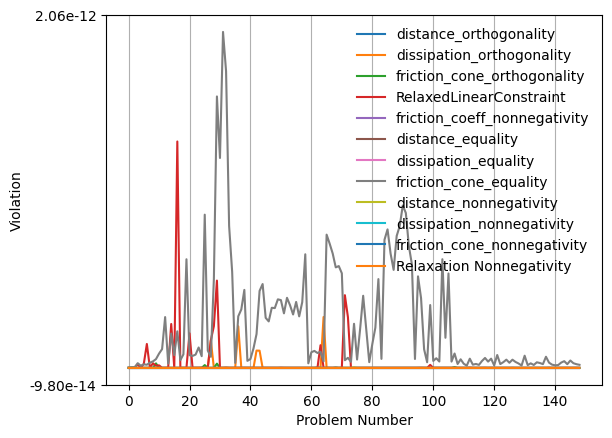 2.06e-12
distance_orthogonality
dissipation_orthogonality
friction_cone_orthogonality
RelaxedLinearConstraint
friction_coeff_nonnegativity
distance_equality
dissipation_equality
friction_cone_equality
distance_nonnegativity
dissipation_nonnegativity
friction_cone_nonnegativity
Relaxation Nonnegativity
Violation
-9.80e-14
0 20 40 60 80 100 120 140
Problem Number